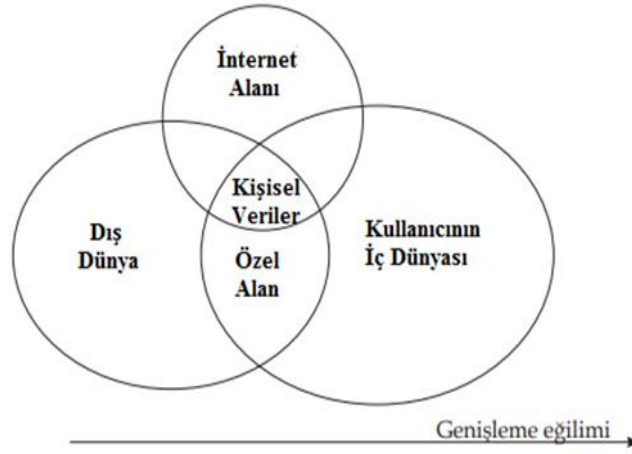 İnternet
Alanı
Kişisel
Veriler
Dış
Dünya
Özel
Alan
Kullanıcının
İç Dünyası
Genişleme eğilimi